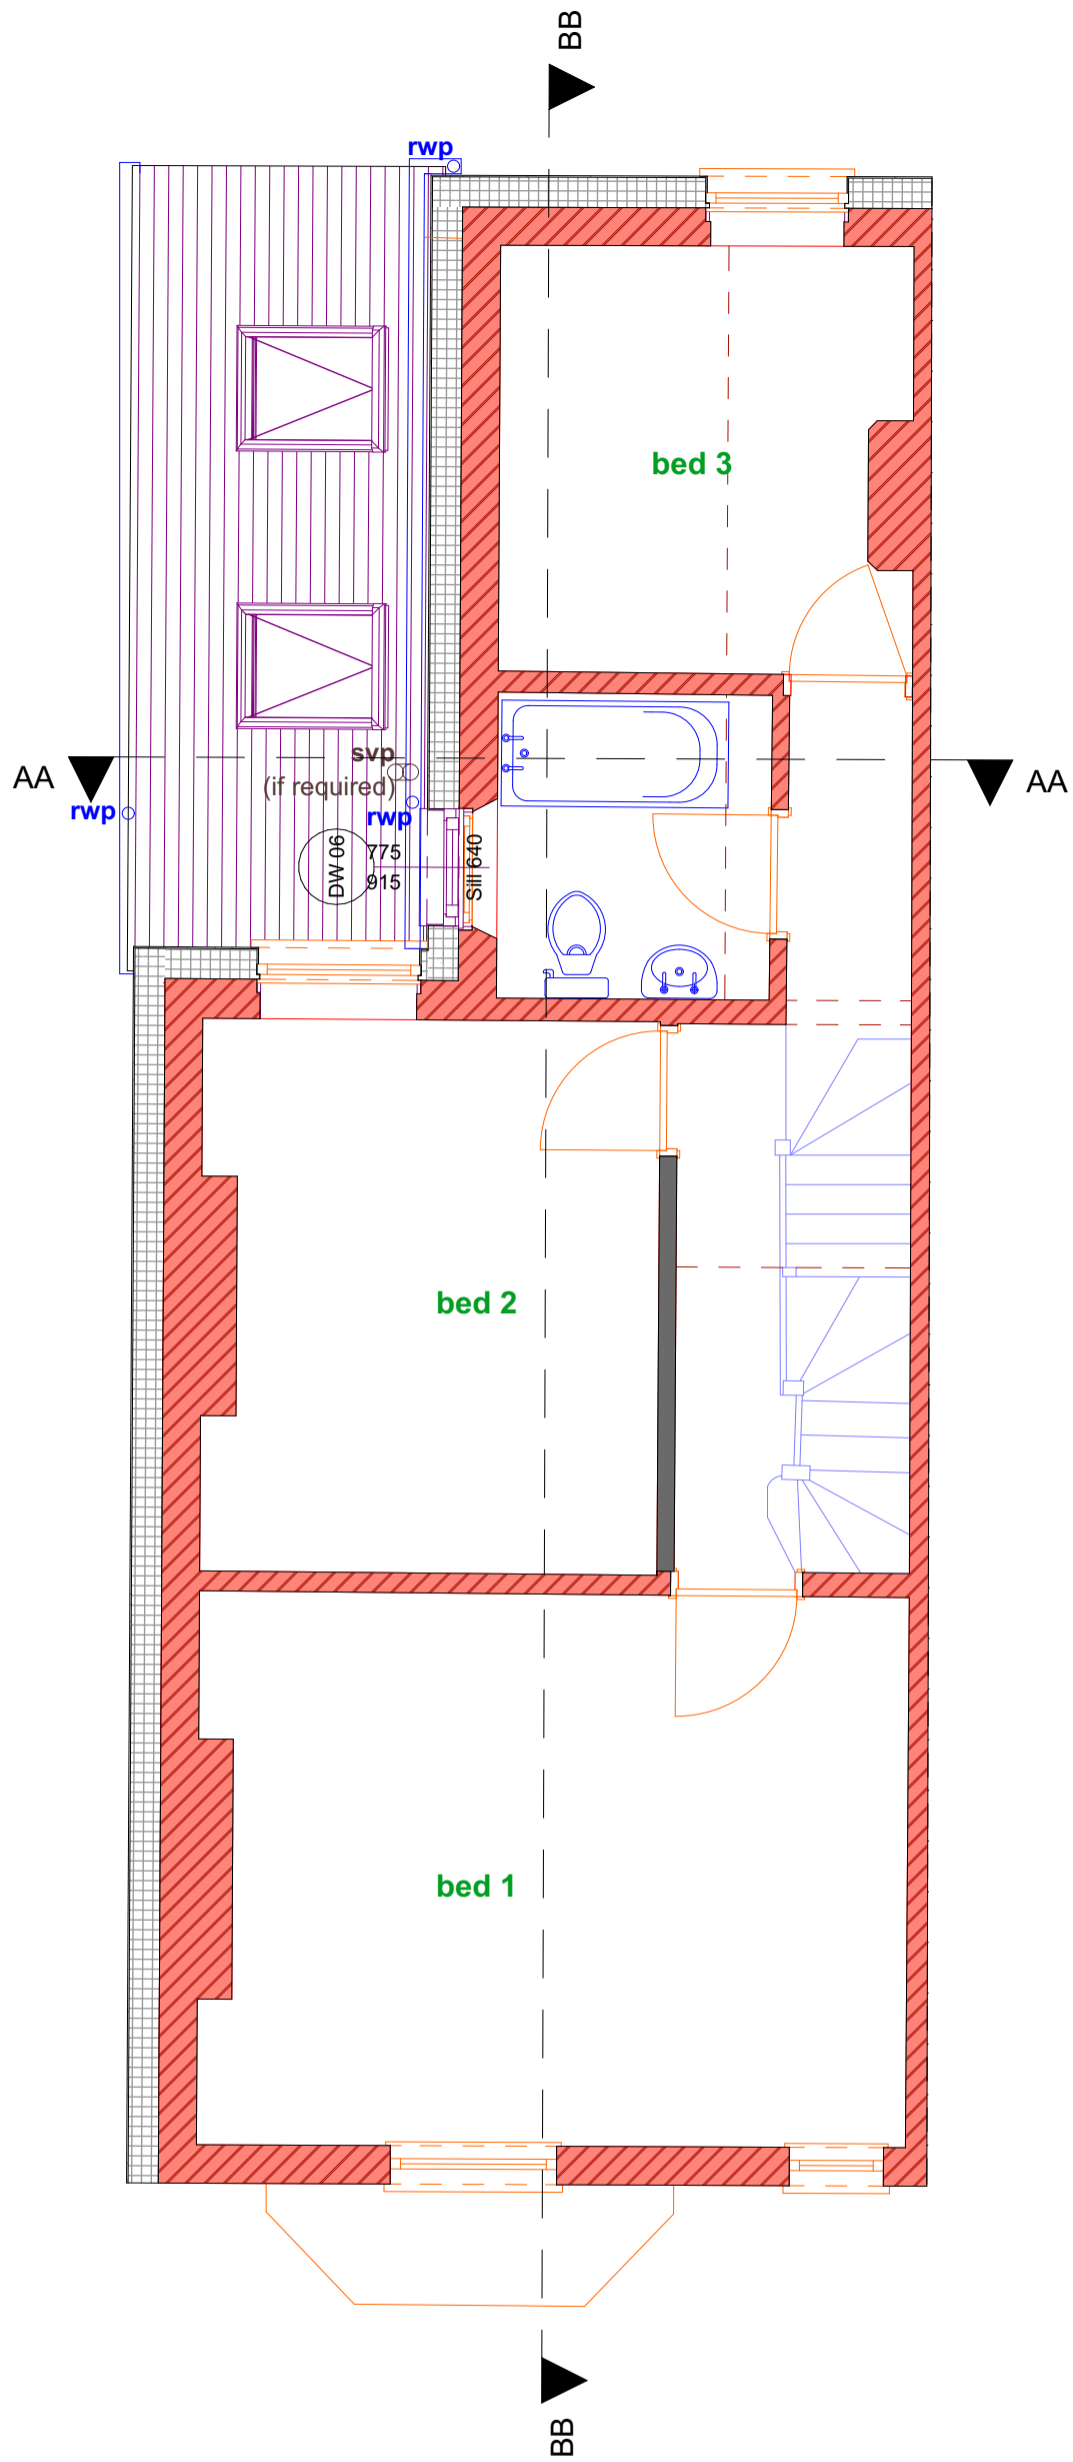 BB
rwp
bed 3
svp
(if required)
AA
AA
rwp
rwp
DW 06
775
915
Sill 640
bed 2
bed 1
BB